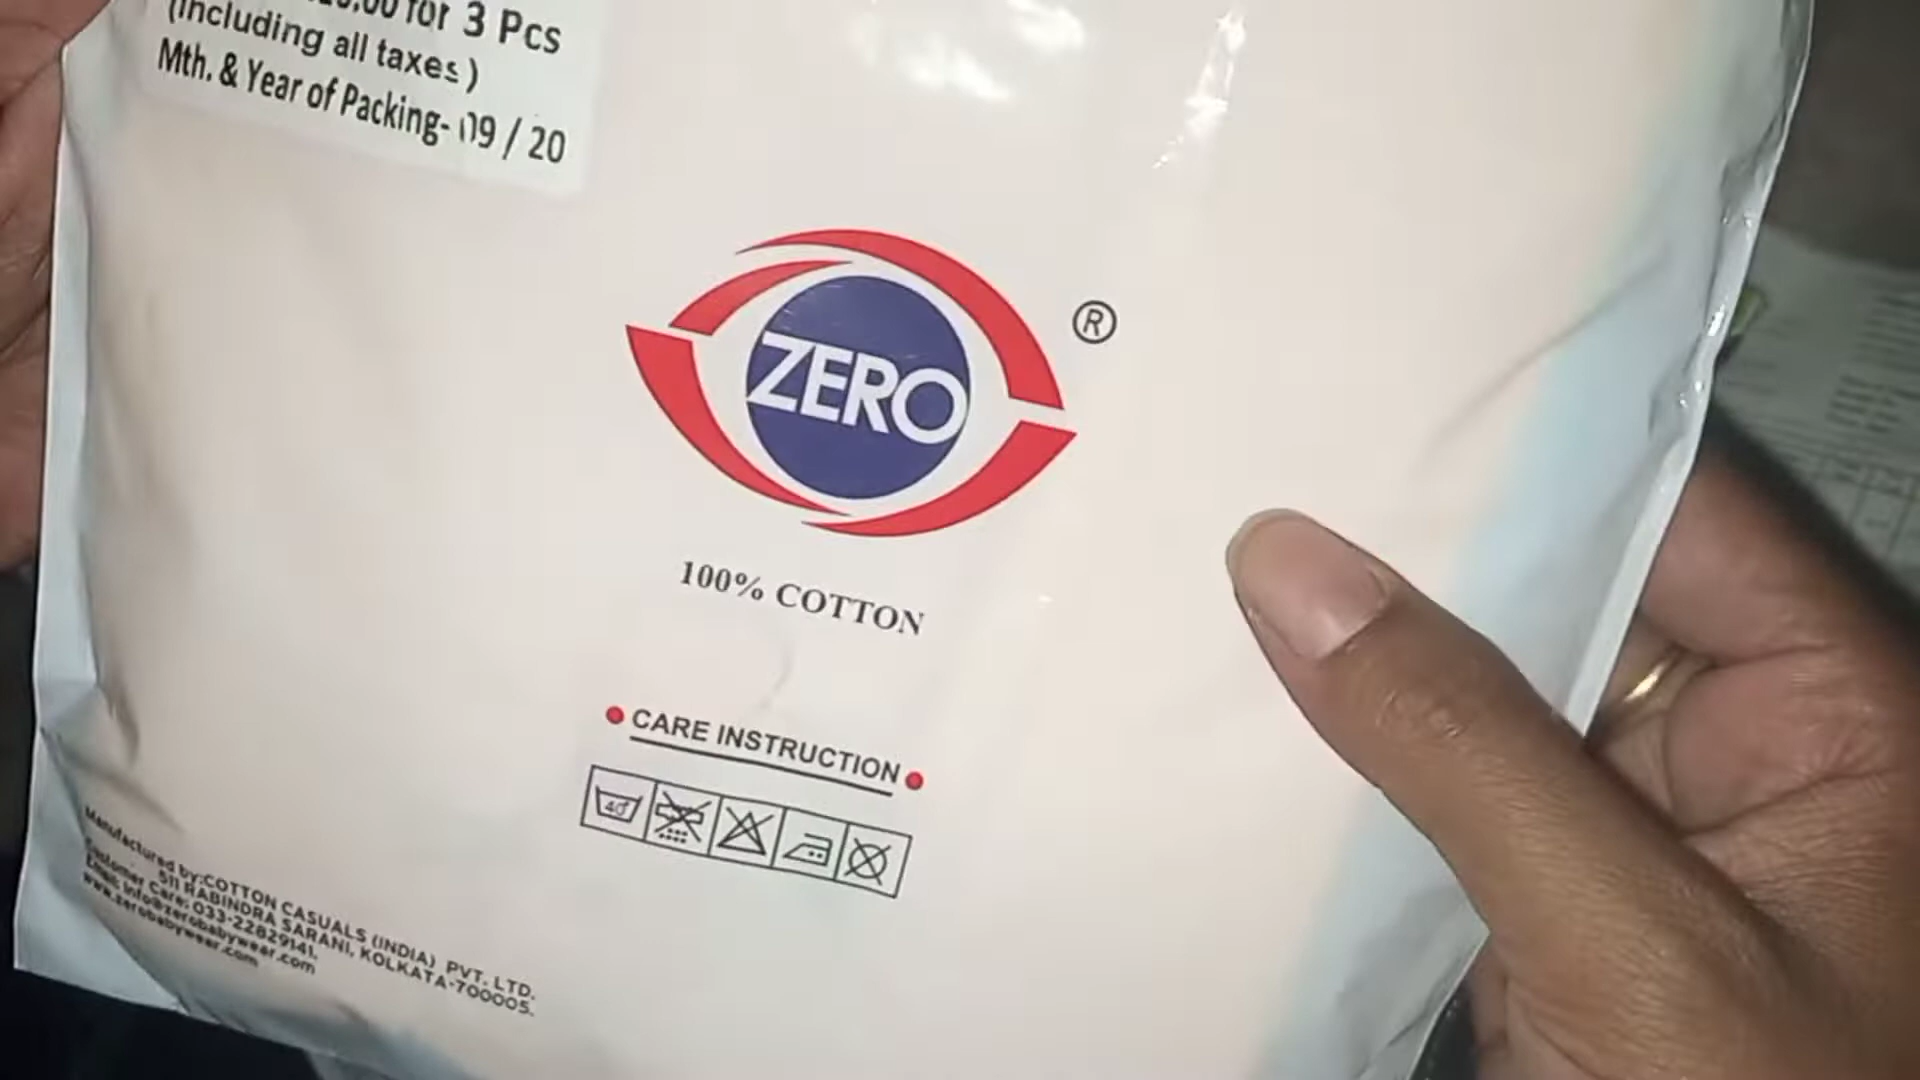 for 3 Pcs
(Including all taxes)
Mth. & Year of Packing- 09 / 20
ZERO
®
100% COTTON
CARE INSTRUCTION
40°
Manufactured by:COTTON CASUALS (INDIA) PVT. LTD.
511 RABINDRA SARANI, KOLKATA-700005.
Customer Care: 033-22829141,
Email: info@zerobabywear.com
www.zerobabywear.com